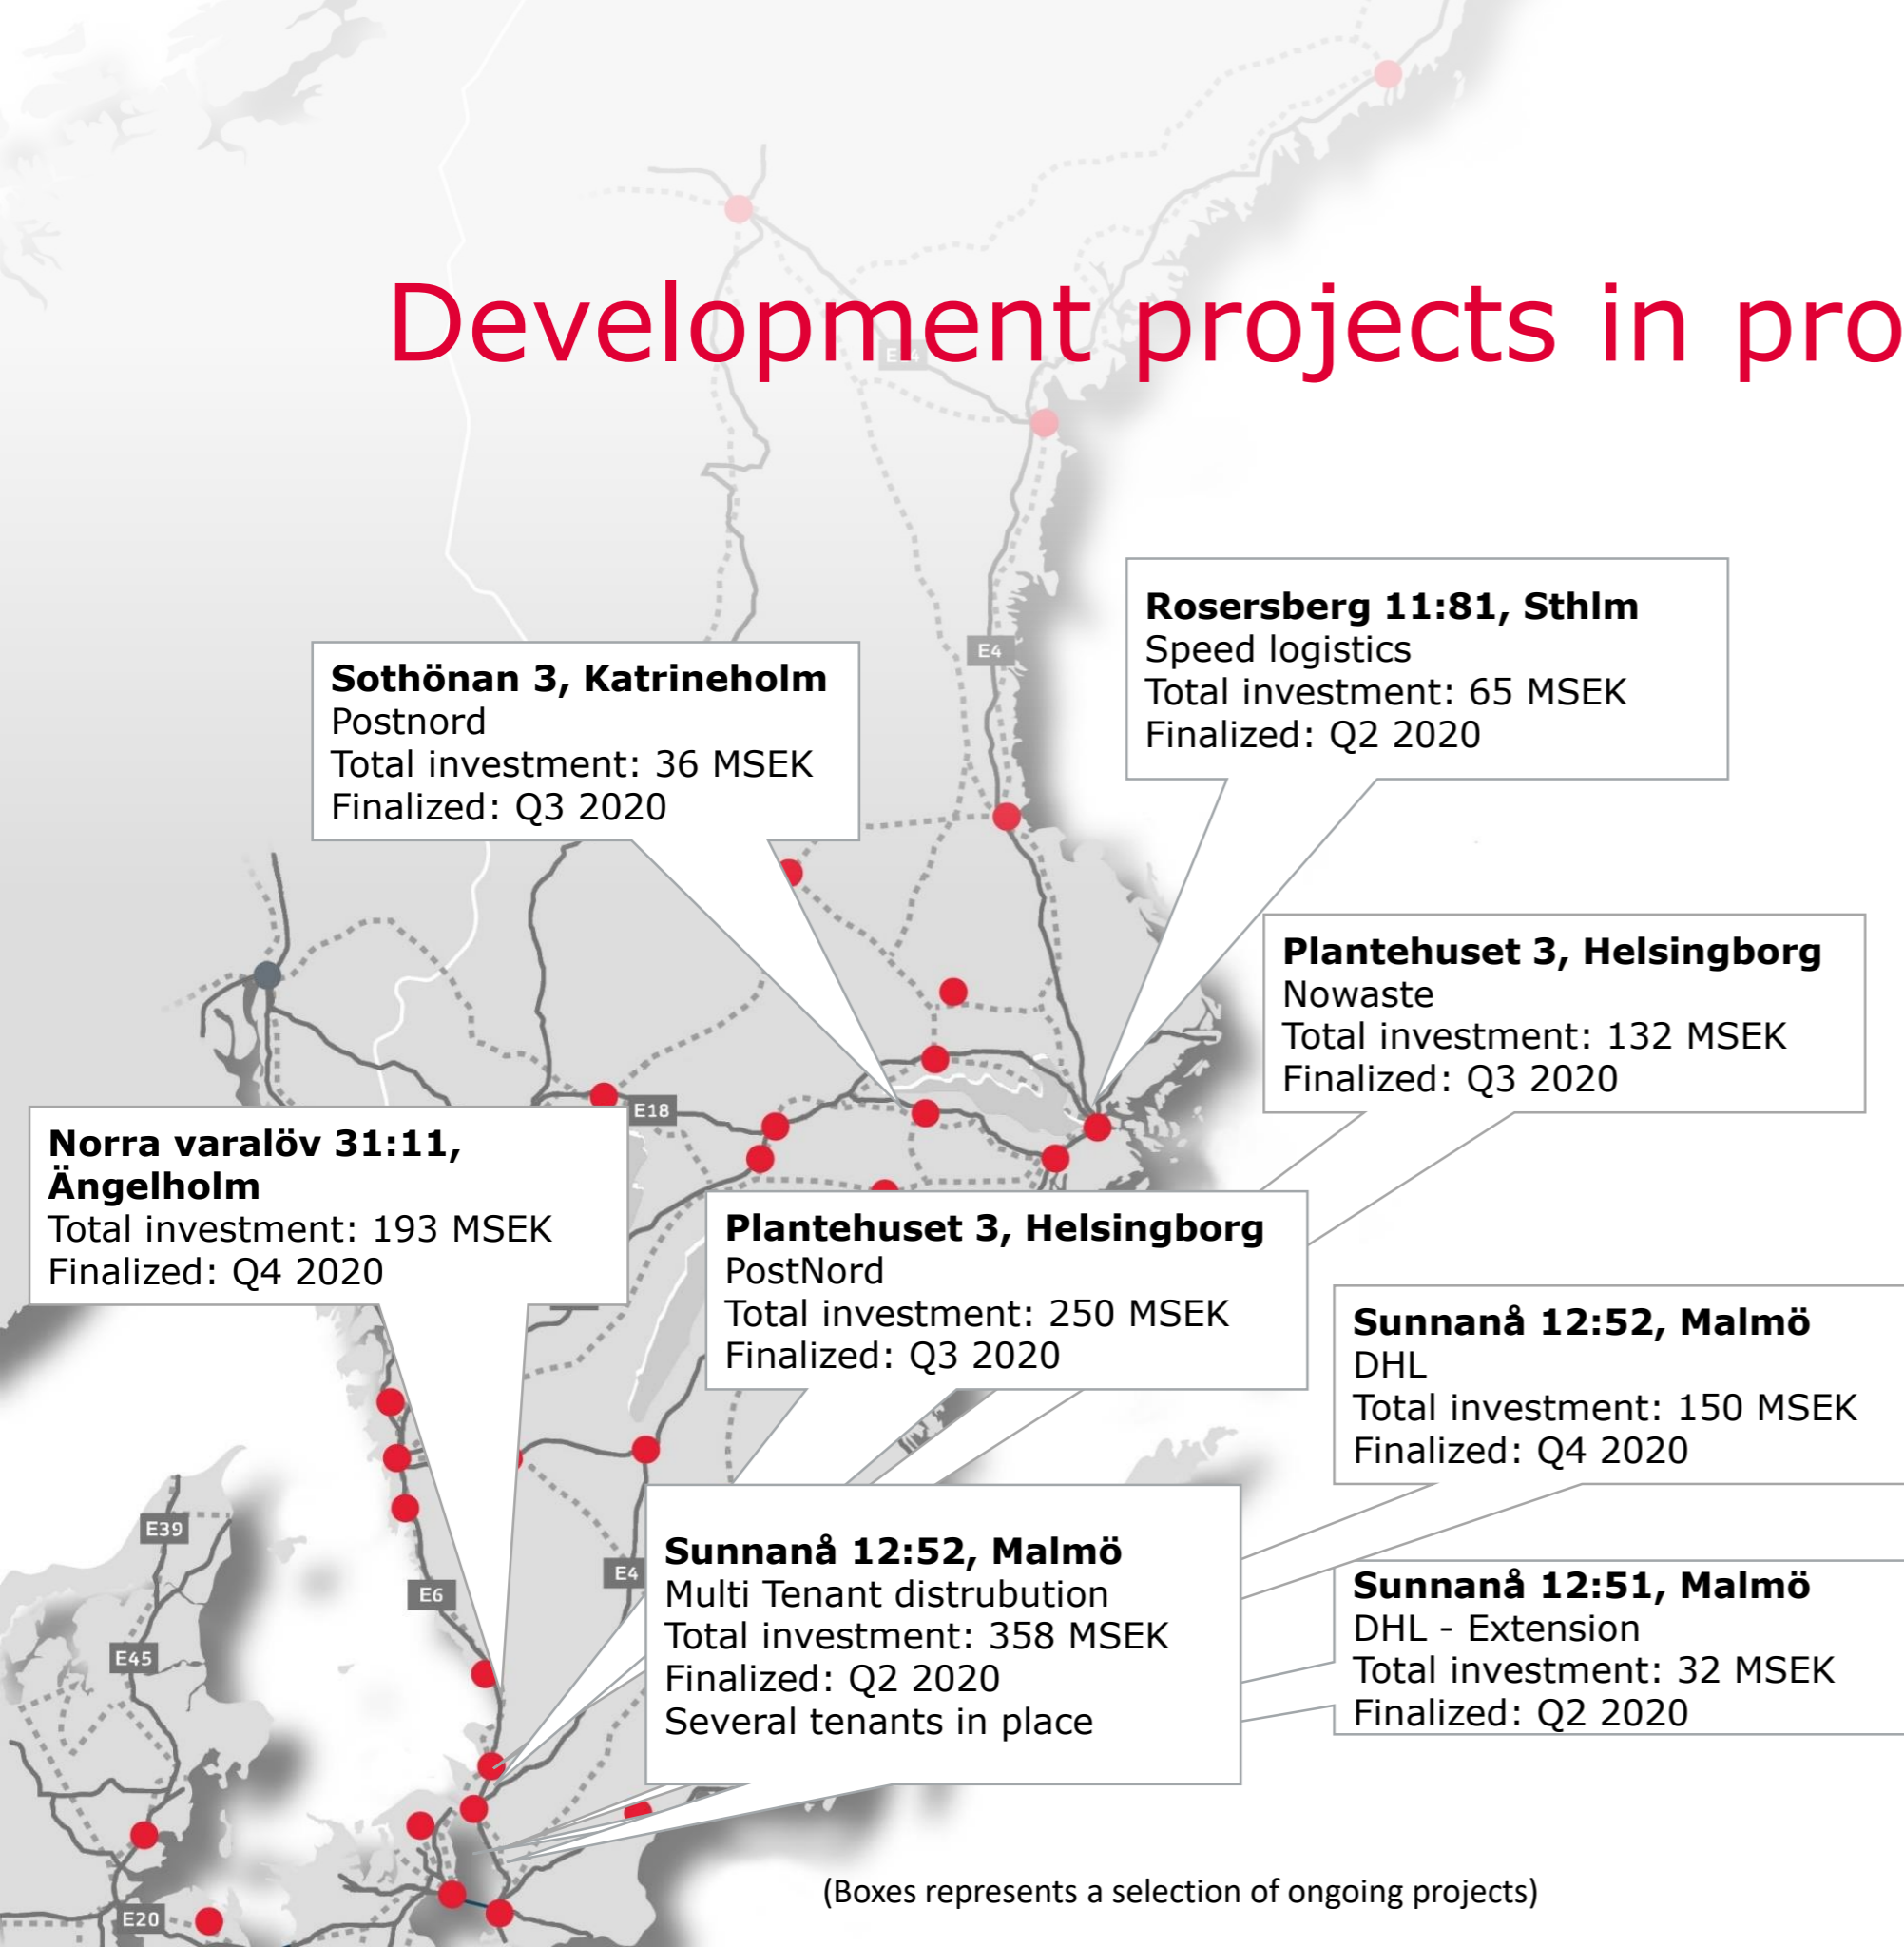 Development projects in pro
E14
Rosersberg 11:81, Sthlm
Speed logistics
Total investment: 65 MSEK
Finalized: Q2 2020
E4
Sothönan 3, Katrineholm
Postnord
Total investment: 36 MSEK
Finalized: Q3 2020
Plantehuset 3, Helsingborg
Nowaste
Total investment: 132 MSEK
Finalized: Q3 2020
E18
Norra varalöv 31:11,
Ängelholm
Total investment: 193 MSEK
Finalized: Q4 2020
Plantehuset 3, Helsingborg
PostNord
Total investment: 250 MSEK
Finalized: Q3 2020
Sunnanå 12:52, Malmö
DHL
Total investment: 150 MSEK
Finalized: Q4 2020
E39
E6
E4
E45
Sunnanå 12:52, Malmö
Multi Tenant distrubution
Total investment: 358 MSEK
Finalized: Q2 2020
Several tenants in place
Sunnanå 12:51, Malmö
DHL - Extension
Total investment: 32 MSEK
Finalized: Q2 2020
(Boxes represents a selection of ongoing projects)
E20